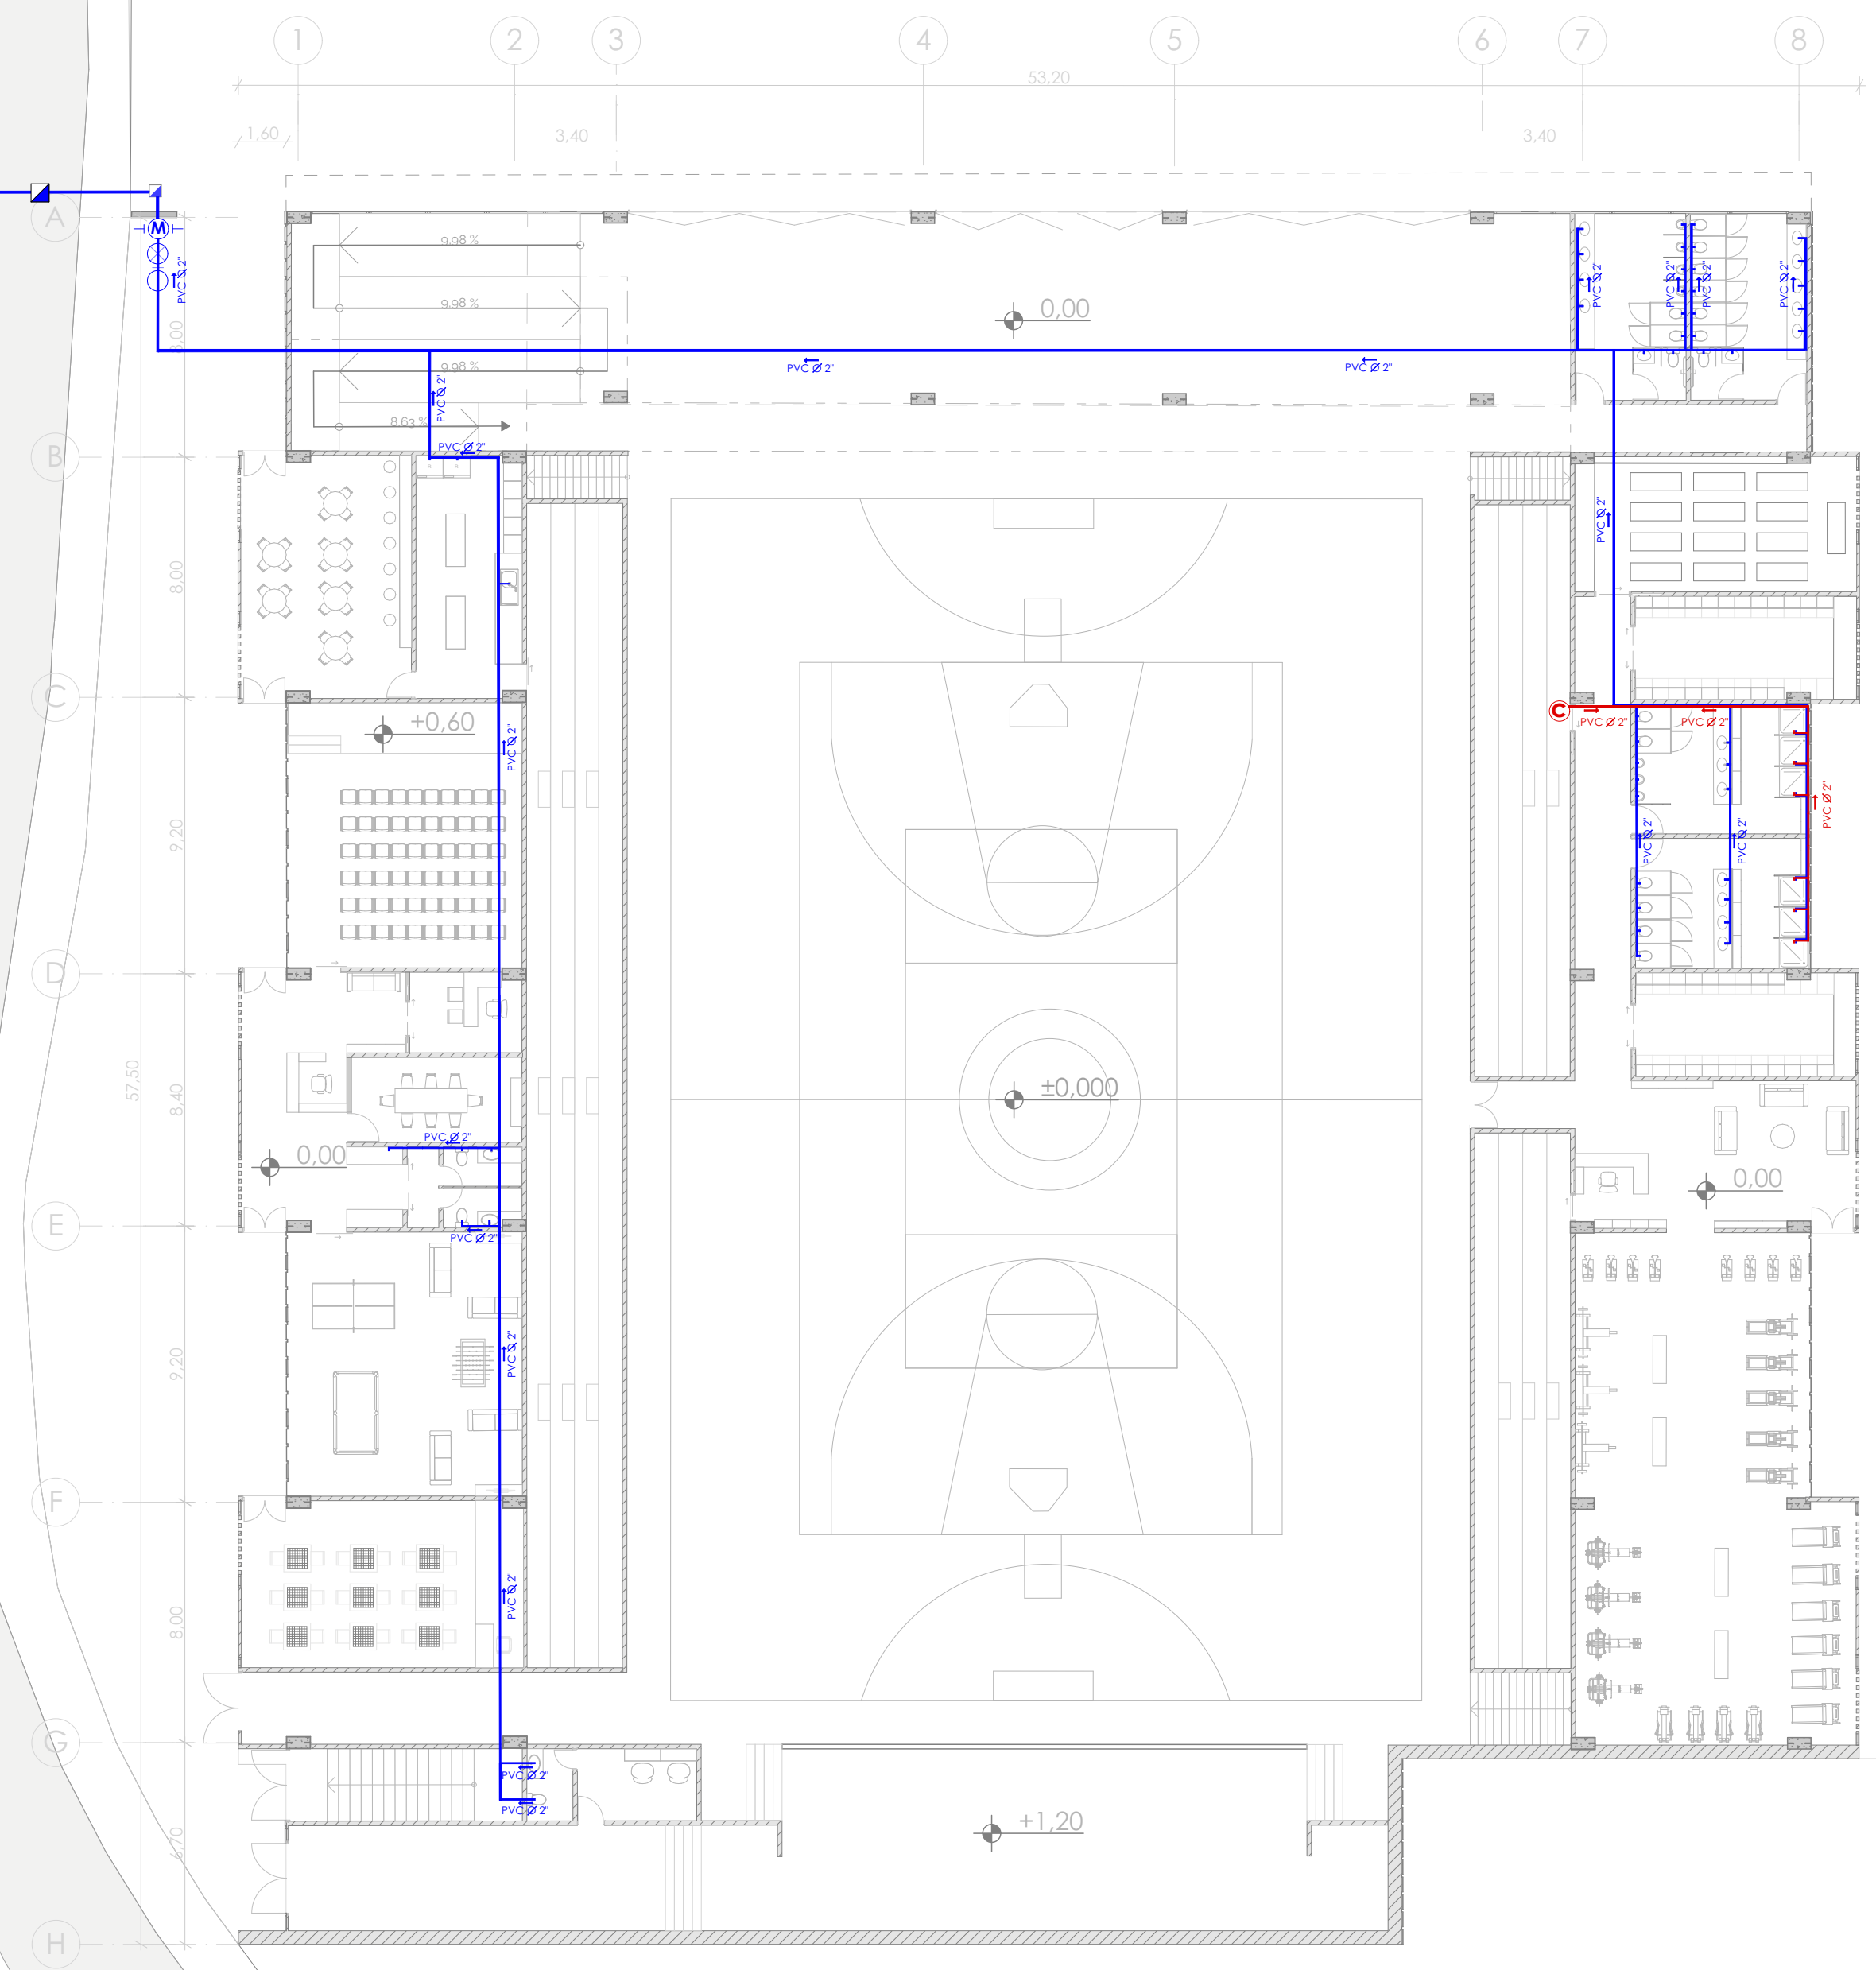 1 2 3 4 5 6 7 8
53,20
1,60 3,40 3,40
A
M
PVC Ø 2"
9,98 %
9,98 %
9,98 %
8,63 %
0,00
PVC Ø 2" PVC Ø 2" PVC Ø 2" PVC Ø 2"
8,00
PVC Ø 2" PVC Ø 2"
PVC Ø 2"
B
PVC Ø 2"
PVC Ø 2"
8,00
C
+0,60
C
PVC Ø 2" PVC Ø 2"
PVC Ø 2"
PVC Ø 2"
9,20
PVC Ø 2" PVC Ø 2"
D
57,50
8,40
±0,000
PVC Ø 2"
0,00
0,00
E
PVC Ø 2"
9,20
PVC Ø 2"
F
PVC Ø 2"
8,00
G
PVC Ø 2"
PVC Ø 2"
6,70
+1,20
H